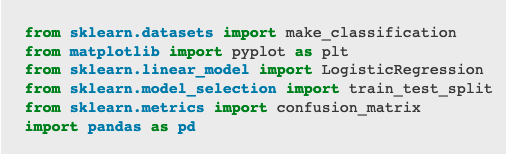 from sklearn.datasets import make_classification
from matplotlib import pyplot as plt
from sklearn.linear_model import LogisticRegression
from sklearn.model_selection import train_test_split
from sklearn.metrics import confusion_matrix
import pandas as pd